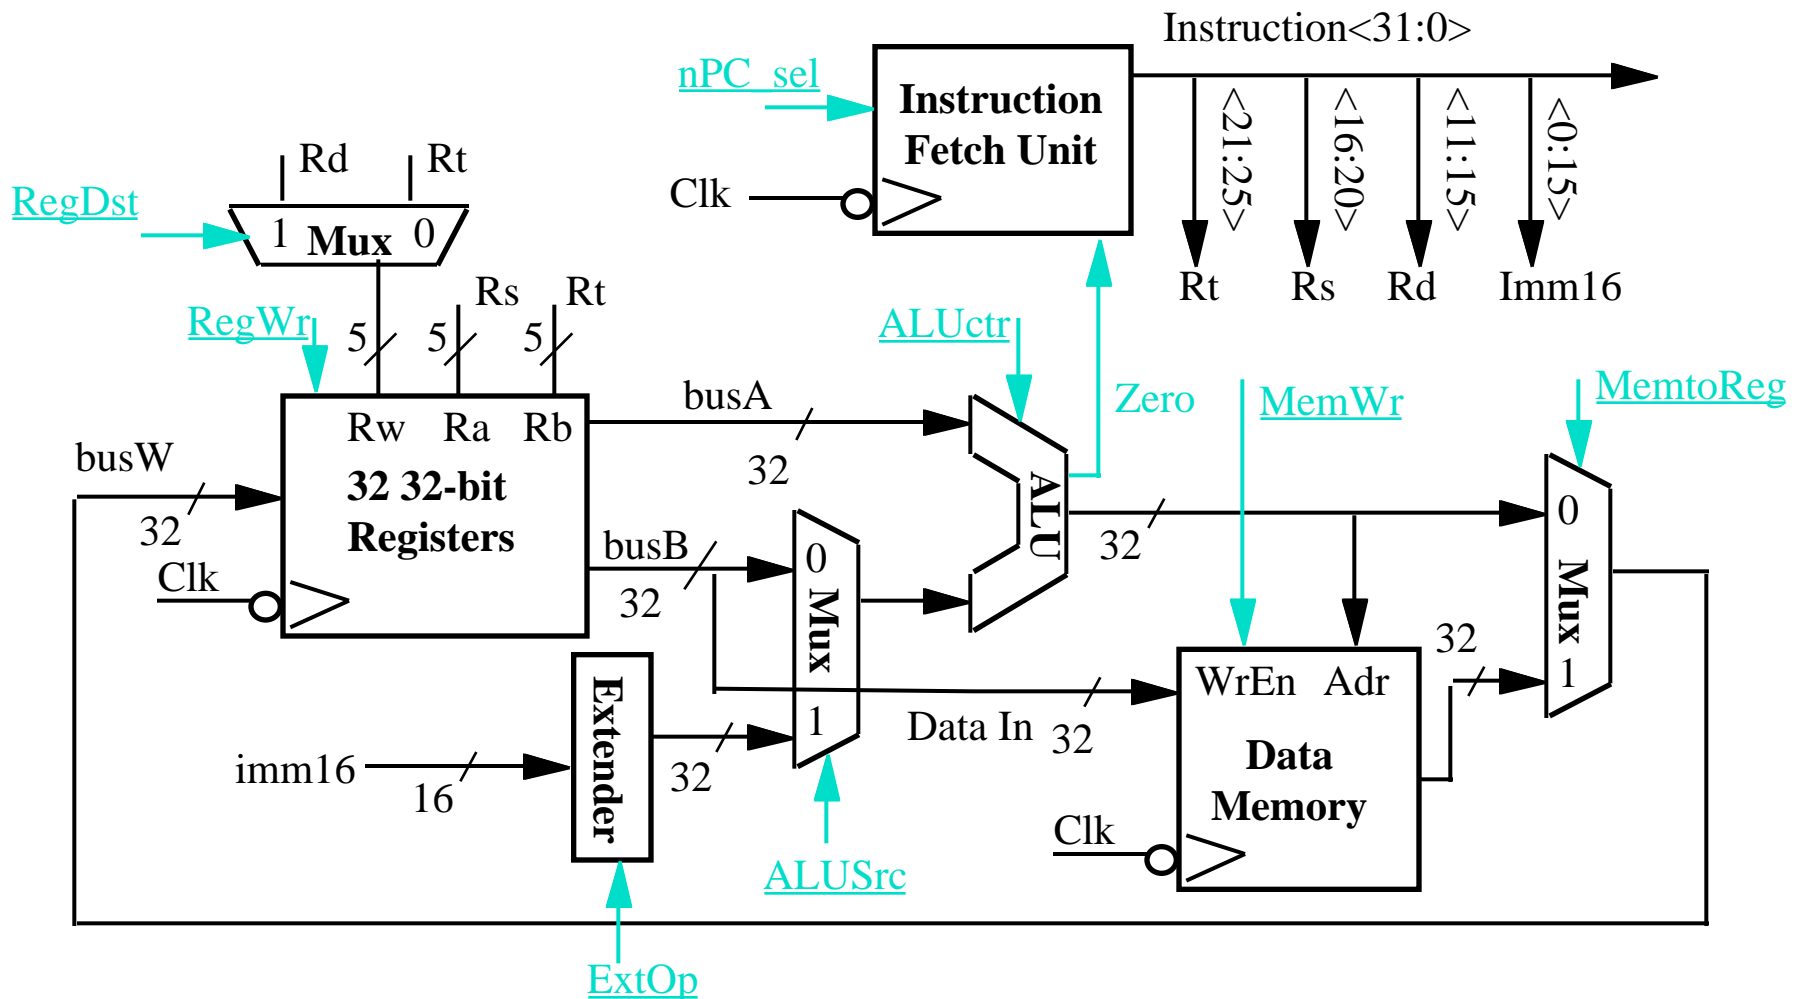 Instruction<31:0>
nPC_sel
Instruction
Fetch Unit
Clk
<21:25>
<16:20>
<11:15>
<0:15>
Rt
Rs
Rd
Imm16
Rd
Rt
RegDst
1
Mux
0
Rs
Rt
RegWr
5
5
5
ALUctr
Zero
MemWr
MemtoReg
busA
32
Rw
Ra
Rb
busW
32
32 32-bit
Registers
Clk
busB
32
0
Mux
1
ALU
32
0
Mux
1
32
WrEn
Adr
Data In
32
Data
Memory
Clk
imm16
16
Extender
32
ALUSrc
ExtOp